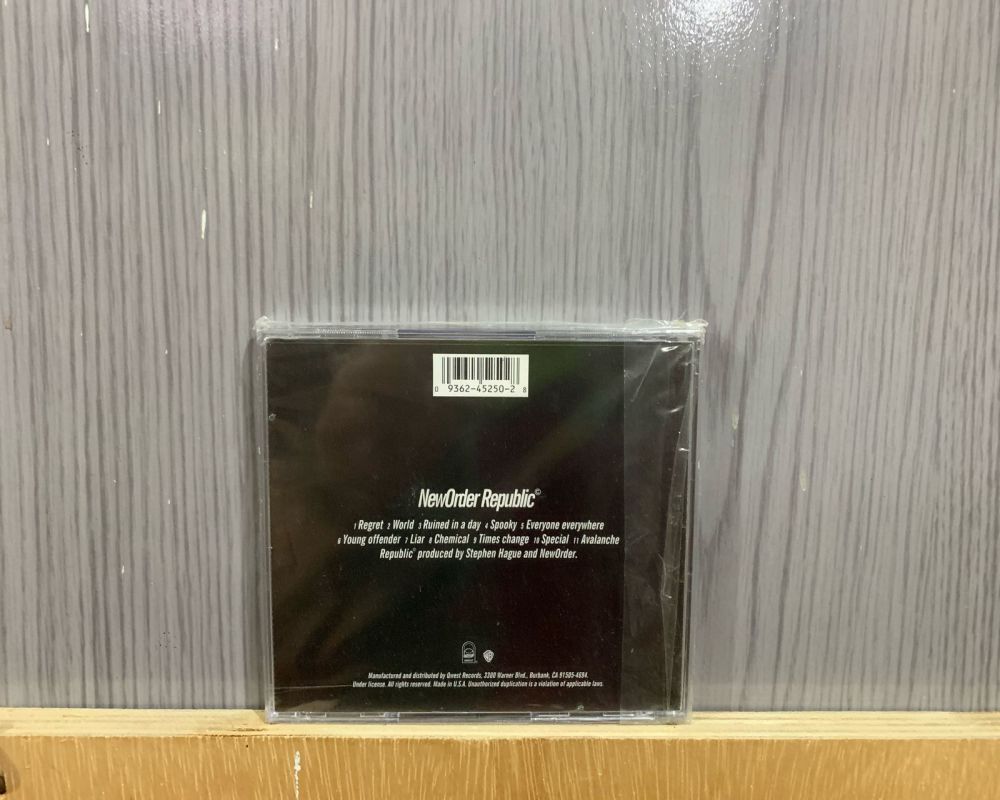 0 9362-45250-2 8
NewOrder Republic©
1 Regret 2 World 3 Ruined in a day 4 Spooky 5 Everyone everywhere
6 Young offender 7 Liar 8 Chemical 9 Times change 10 Special 11 Avalanche
Republic© produced by Stephen Hague and NewOrder.
Manufactured and distributed by Qwest Records, 3300 Warner Blvd., Burbank, CA 91505-4694.
Under license. All rights reserved. Made in U.S.A. Unauthorized duplication is a violation of applicable laws.